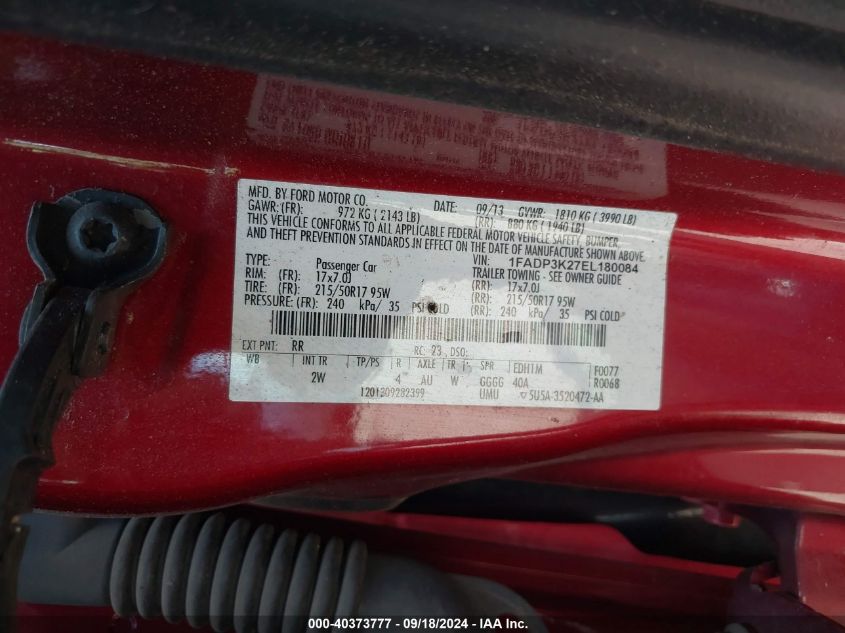 MFD. BY FORD MOTOR CO. DATE: 09/13 GVWR: 1810 KG ( 3990 LB)
GAWR: (FR): 972 KG ( 2143 LB) (RR): 880 KG ( 1940 LB)
THIS VEHICLE CONFORMS TO ALL APPLICABLE FEDERAL MOTOR VEHICLE SAFETY, BUMPER,
AND THEFT PREVENTION STANDARDS IN EFFECT ON THE DATE OF MANUFACTURE SHOWN ABOVE.
VIN: 1FADP3K27EL180084
TYPE: Passenger Car TRAILER TOWING - SEE OWNER GUIDE
RIM: (FR): 17x7.0J (RR): 17x7.0J
TIRE: (FR): 215/50R17 95W (RR): 215/50R17 95W
PRESSURE: (FR): 240 kPa/ 35 PSI COLD (RR): 240 kPa/ 35 PSI COLD
EXT PNT: RR RC: 23 DSO:
WB INT TR TP/PS R AXLE TR SPR EDH1M F0077
2W 4 AU W GGGG 40A R0068
1201309282399 UMU 5U5A-3520472-AA
000-40373777 - 09/18/2024 - IAA Inc.